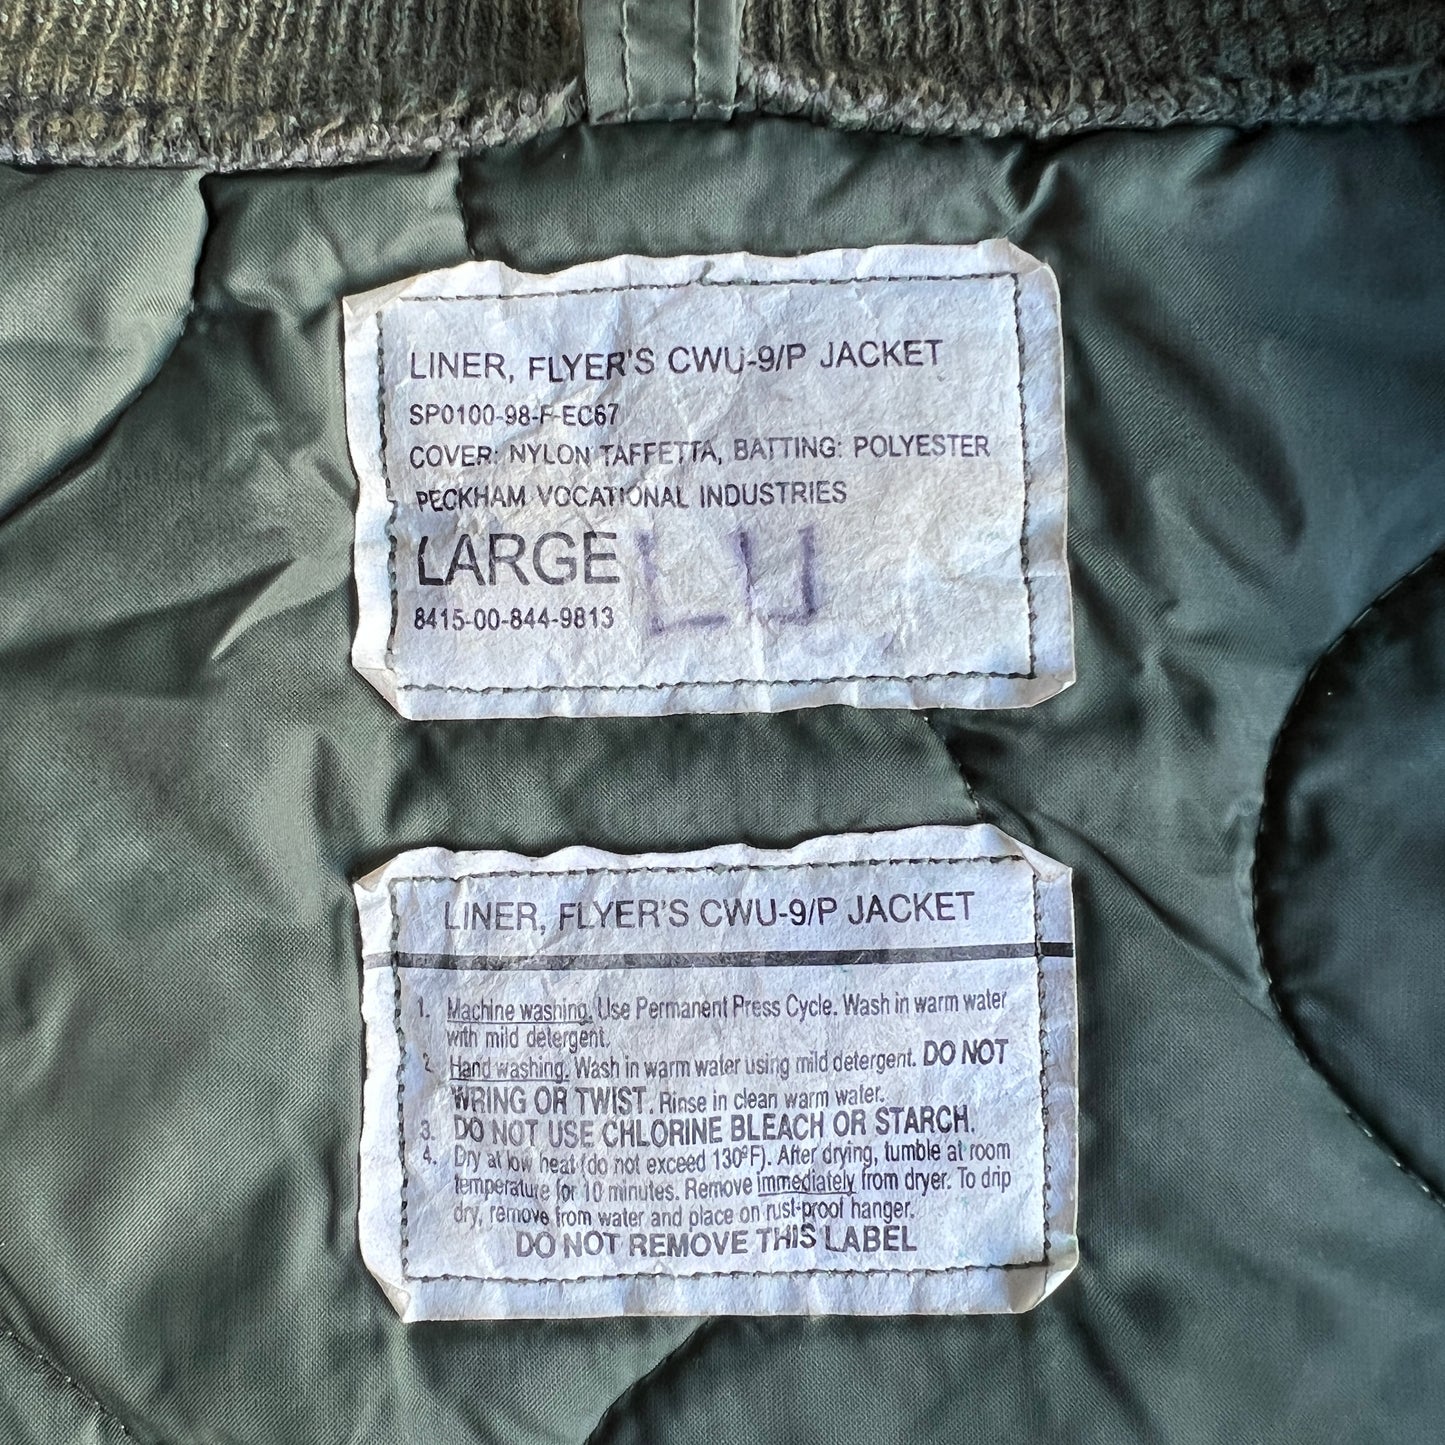 LINER, FLYER'S CWU-9/P JACKET
SP0100-98-F-EC67
COVER: NYLON TAFFETTA, BATTING: POLYESTER
PECKHAM VOCATIONAL INDUSTRIES
LARGE
8415-00-844-9813
LINER, FLYER'S CWU-9/P JACKET
1. Machine washing. Use Permanent Press Cycle. Wash in warm water
with mild detergent.
2. Hand washing. Wash in warm water using mild detergent. DO NOT
WRING OR TWIST. Rinse in clean warm water.
3. DO NOT USE CHLORINE BLEACH OR STARCH.
4. Dry at low heat (do not exceed 130ºF). After drying, tumble at room
temperature for 10 minutes. Remove immediately from dryer. To drip
dry, remove from water and place on rust-proof hanger.
DO NOT REMOVE THIS LABEL